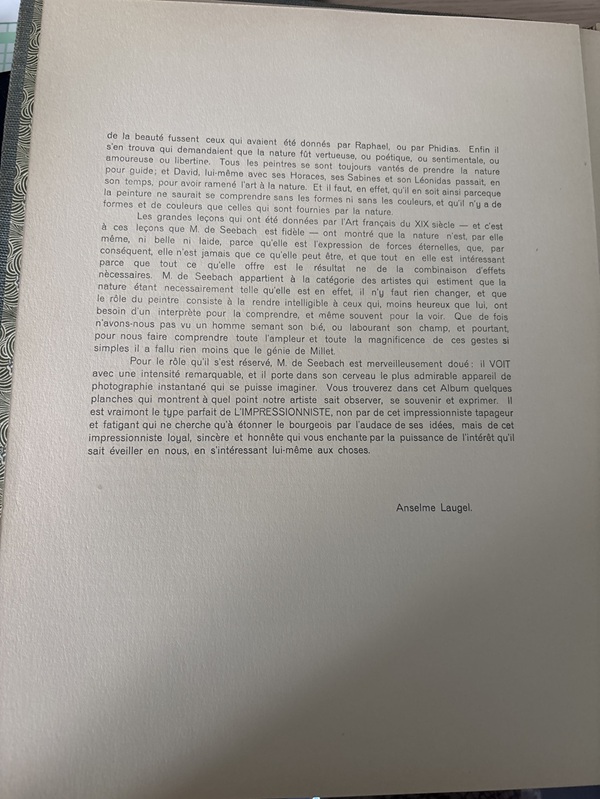 de la beauté fussent ceux qui avaient été donnés par Raphael, ou par Phidias. Enfin il
s'en trouva qui demandaient que la nature fût vertueuse, ou poétique, ou sentimentale, ou
amoureuse ou libertine. Tous les peintres se sont toujours vantés de prendre la nature
pour guide; et David, lui-même avec ses Horaces, ses Sabines et son Léonidas passait, en
son temps, pour avoir ramené l'art à la nature. Et il faut, en effet, qu'il en soit ainsi parceque
la peinture ne saurait se comprendre sans les formes ni sans les couleurs, et qu'il n'y a de
formes et de couleurs que celles qui sont fournies par la nature.
Les grandes leçons qui ont été données par l'Art français du XIX siècle — et c'est
à ces leçons que M. de Seebach est fidèle — ont montré que la nature n'est, par elle
même, ni belle ni laide, parce qu'elle est l'expression de forces éternelles, que, par
conséquent, elle n'est jamais que ce qu'elle peut être, et que tout en elle est intéressant
parce que tout ce qu'elle offre est le résultat ne de la combinaison d'effets
nècessaires. M. de Seebach appartient à la catégorie des artistes qui estiment que la
nature étant necessairement telle qu'elle est en effet, il n'y faut rien changer, et que
le rôle du peintre consiste à la rendre intelligible à ceux qui, moins heureux que lui, ont
besoin d'un interprète pour la comprendre, et même souvent pour la voir. Que de fois
n'avons-nous pas vu un homme semant son blé, ou labourant son champ, et pourtant,
pour nous faire comprendre toute l'ampleur et toute la magnificence de ces gestes si
simples il a fallu rien moins que le génie de Millet.
Pour le rôle qu'il s'est réservé, M. de Seebach est merveilleusement doué: il VOIT
avec une intensité remarquable, et il porte dans son cerveau le plus admirable appareil de
photographie instantané qui se puisse imaginer. Vous trouverez dans cet Album quelques
planches qui montrent à quel point notre artiste sait observer, se souvenir et exprimer. Il
est vraimont le type parfait de L'IMPRESSIONNISTE, non par de cet impressionniste tapageur
et fatigant qui ne cherche qu'à étonner le bourgeois par l'audace de ses idées, mais de cet
impressionniste loyal, sincère et honnête qui vous enchante par la puissance de l'intérêt qu'il
sait éveiller en nous, en s'intéressant lui-même aux choses.
Anselme Laugel.